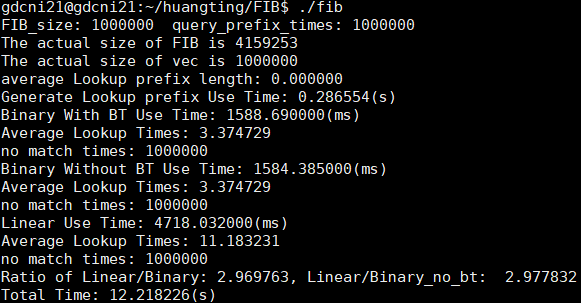 gdcni21@gdcni21:~/huangting/FIB$ ./fib
FIB_size: 1000000  query_prefix_times: 1000000
The actual size of FIB is 4159253
The actual size of vec is 1000000
average Lookup prefix length: 0.000000
Generate Lookup prefix Use Time: 0.286554(s)
Binary With BT Use Time: 1588.690000(ms)
Average Lookup Times: 3.374729
no match times: 1000000
Binary Without BT Use Time: 1584.385000(ms)
Average Lookup Times: 3.374729
no match times: 1000000
Linear Use Time: 4718.032000(ms)
Average Lookup Times: 11.183231
no match times: 1000000
Ratio of Linear/Binary: 2.969763, Linear/Binary_no_bt:  2.977832
Total Time: 12.218226(s)